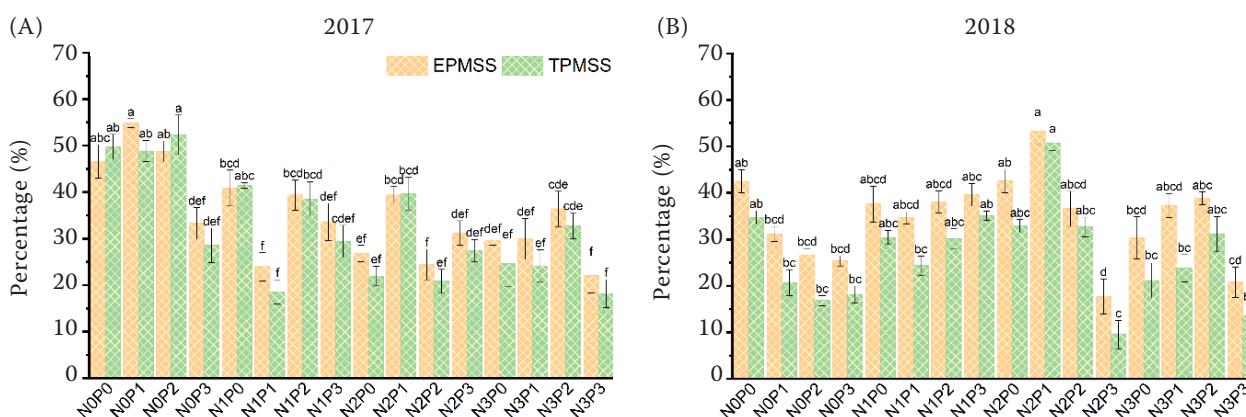 (A)
2017
Percentage (%)
70
60
50
40
30
20
10
0
EPMSS
TPMSS
abc ab a ab ab a def def bcd abc f f bcd bcd def cdef def ef bcd bcd f ef def def def ef def ef cde cde f f
N0P0 N0P1 N0P2 N0P3 N1P0 N1P1 N1P2 N1P3 N2P0 N2P1 N2P2 N2P3 N3P0 N3P1 N3P2 N3P3
(B)
2018
Percentage (%)
70
60
50
40
30
20
10
0
ab ab bcd bc bcd bc bcd bc abcd abc abcd bc abcd abc abcd abc ab abc a a abcd abc d c abcd bc abcd abc abc abc cd
N0P0 N0P1 N0P2 N0P3 N1P0 N1P1 N1P2 N1P3 N2P0 N2P1 N2P2 N2P3 N3P0 N3P1 N3P2 N3P3